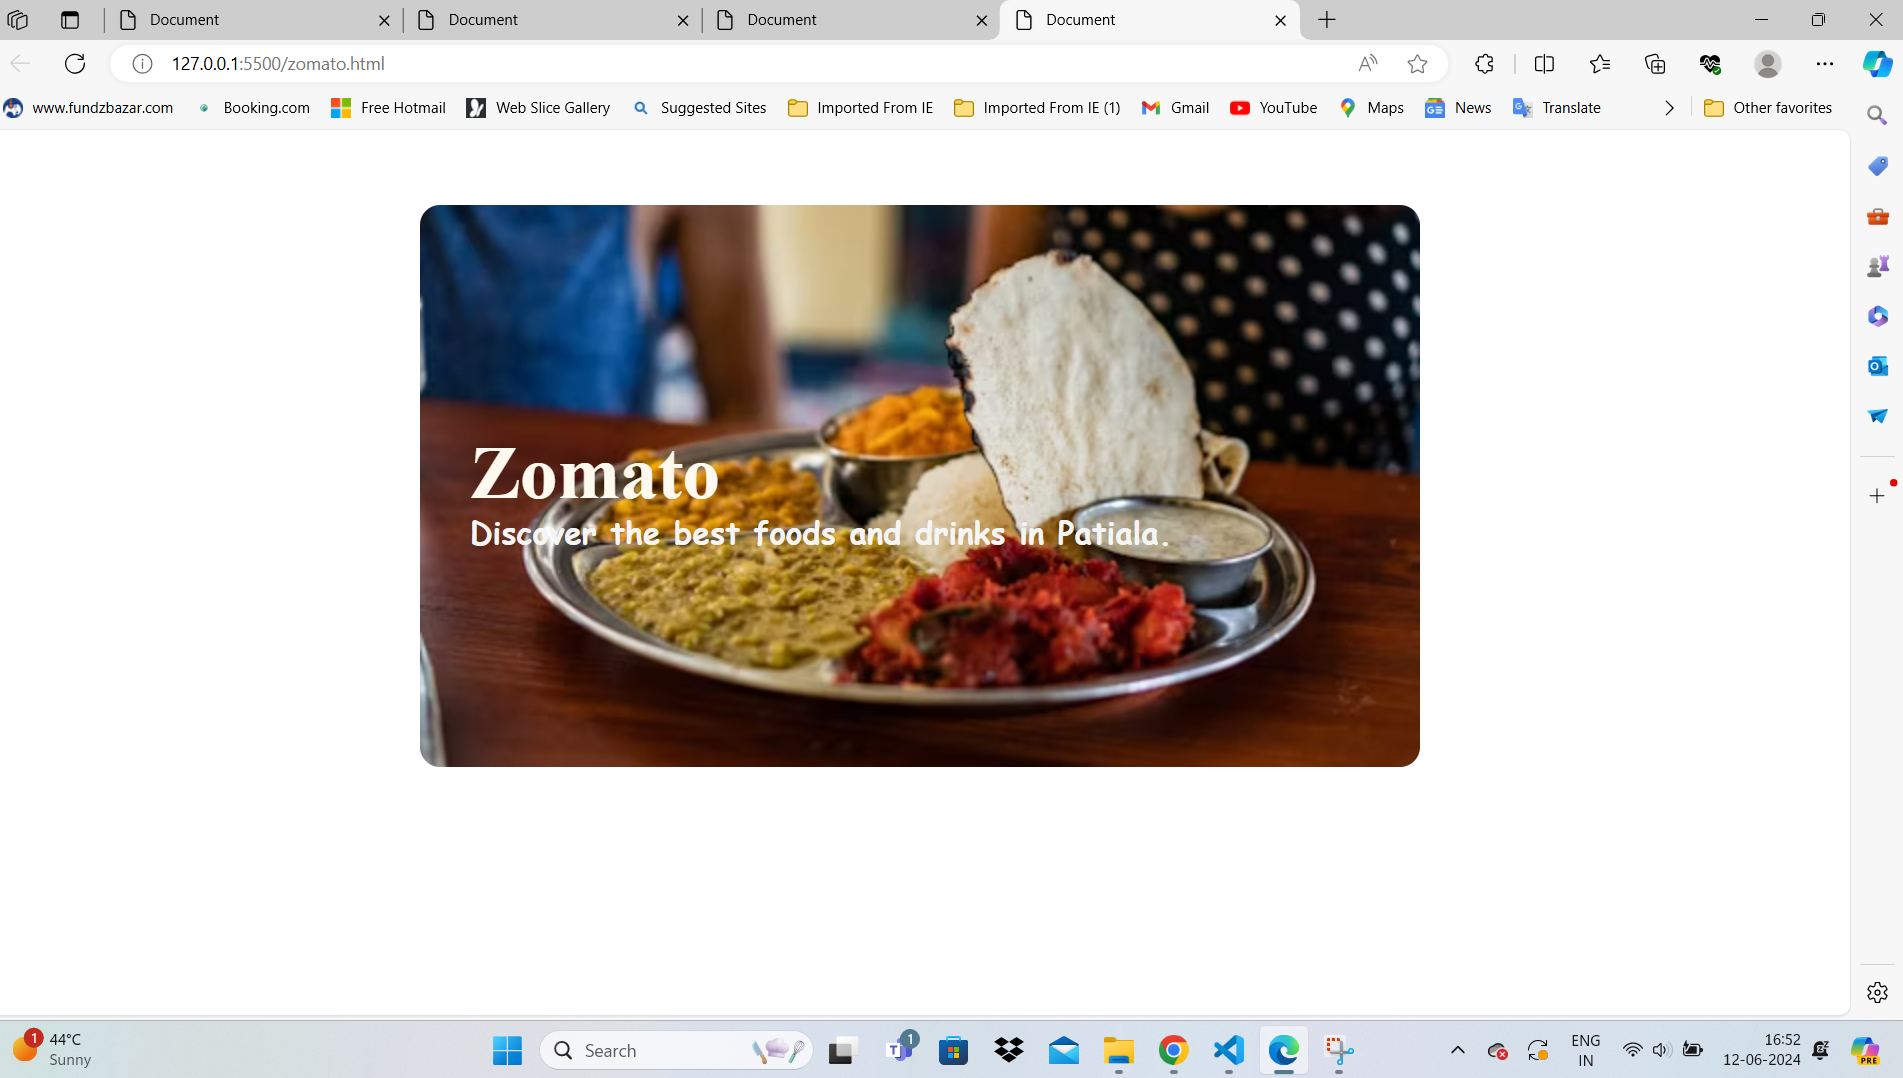 Document
Document
Document
Document
127.0.0.1:5500/zomato.html
www.fundzbazar.com
Booking.com
Free Hotmail
Web Slice Gallery
Suggested Sites
Imported From IE
Imported From IE (1)
Gmail
YouTube
Maps
News
Translate
Other favorites
Zomato
Discover the best foods and drinks in Patiala.
1
44°C
Sunny
Search
1
ENG
IN
16:52
12-06-2024
PRE